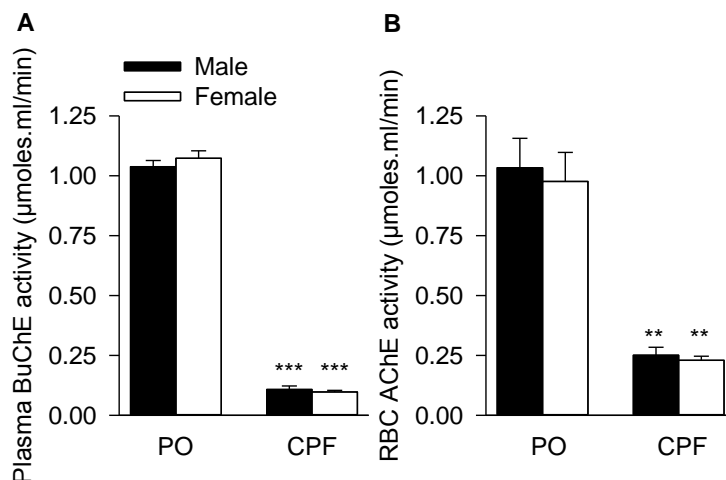 A
Male
Female
Plasma BuChE activity (μmoles.ml/min)
1.25
1.00
0.75
0.50
0.25
0.00
*** ***
PO CPF
B
RBC AChE activity (μmoles.ml/min)
1.25
1.00
0.75
0.50
0.25
0.00
** **
PO CPF